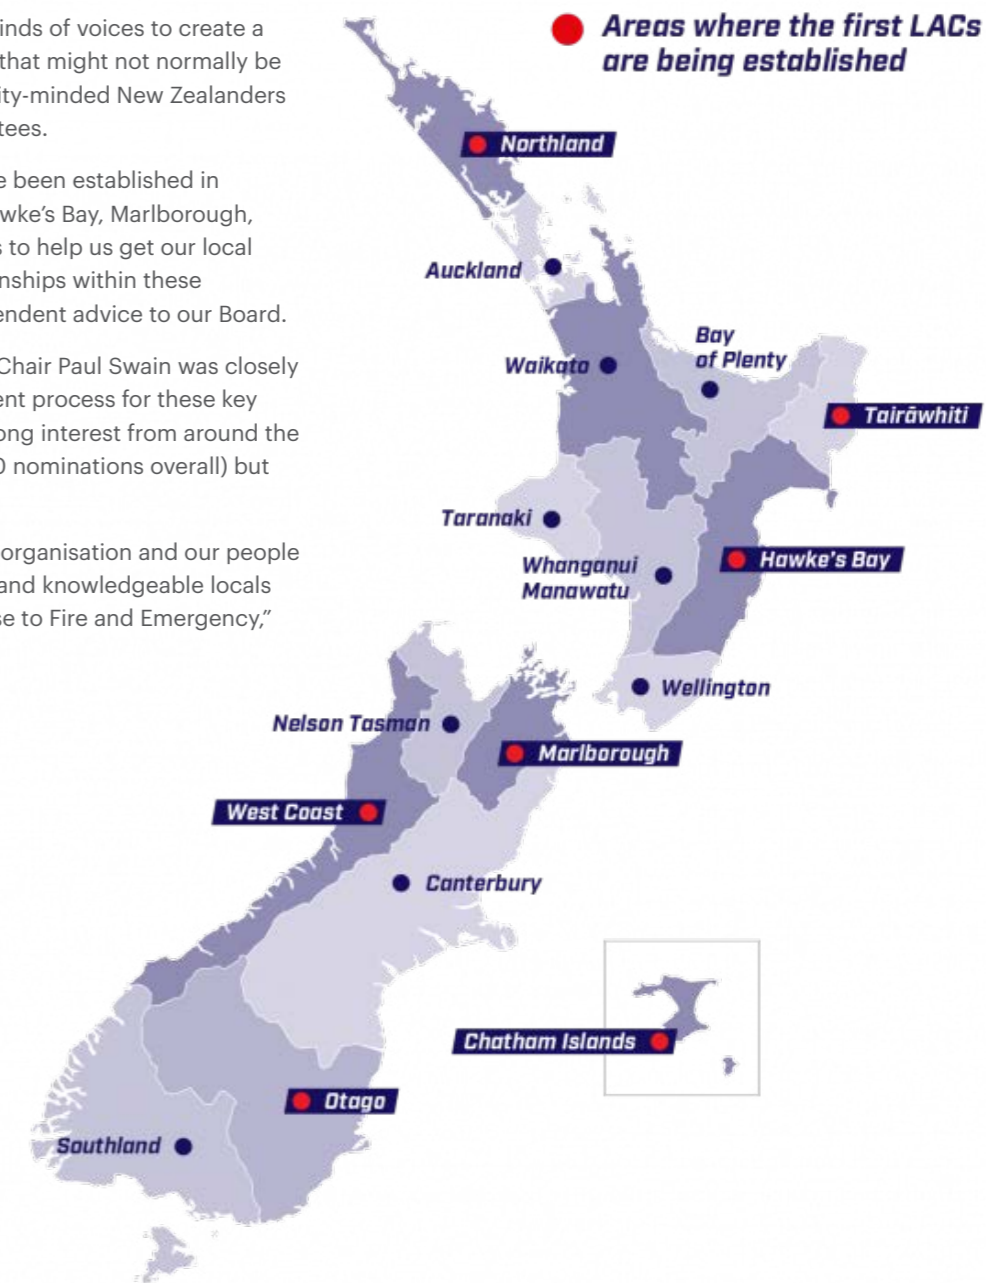 inds of voices to create a
that might not normally be
ity-minded New Zealanders
tees.
e been established in
wke's Bay, Marlborough,
s to help us get our local
onships within these
endent advice to our Board.
Chair Paul Swain was closely
ent process for these key
ong interest from around the
0 nominations overall) but
organisation and our people
and knowledgeable locals
se to Fire and Emergency,”
Areas where the first LACs
are being established
Northland
Auckland
Waikato
Bay
of Plenty
Tairāwhiti
Taranaki
Whanganui
Manawatu
Hawke's Bay
Wellington
Nelson Tasman
Marlborough
West Coast
Canterbury
Chatham Islands
Otago
Southland